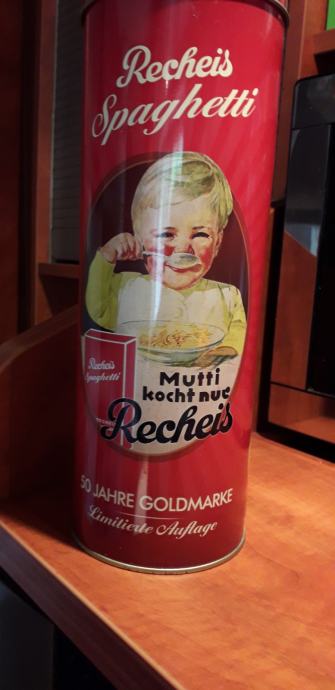 Recheis
Spaghetti
Recheis
Spaghetti
Mutti
kocht nur
Recheis
50 JAHRE GOLDMARKE
Limitierte Auflage